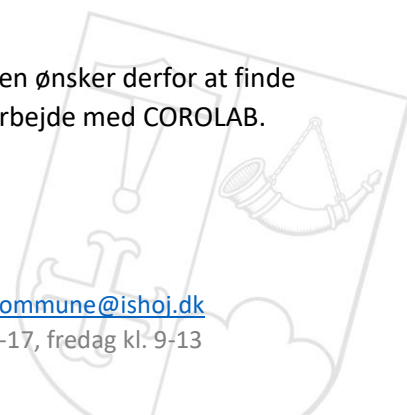 en ønsker derfor at finde
rbejde med COROLAB.
ommune@ishoj.dk
-17, fredag kl. 9-13